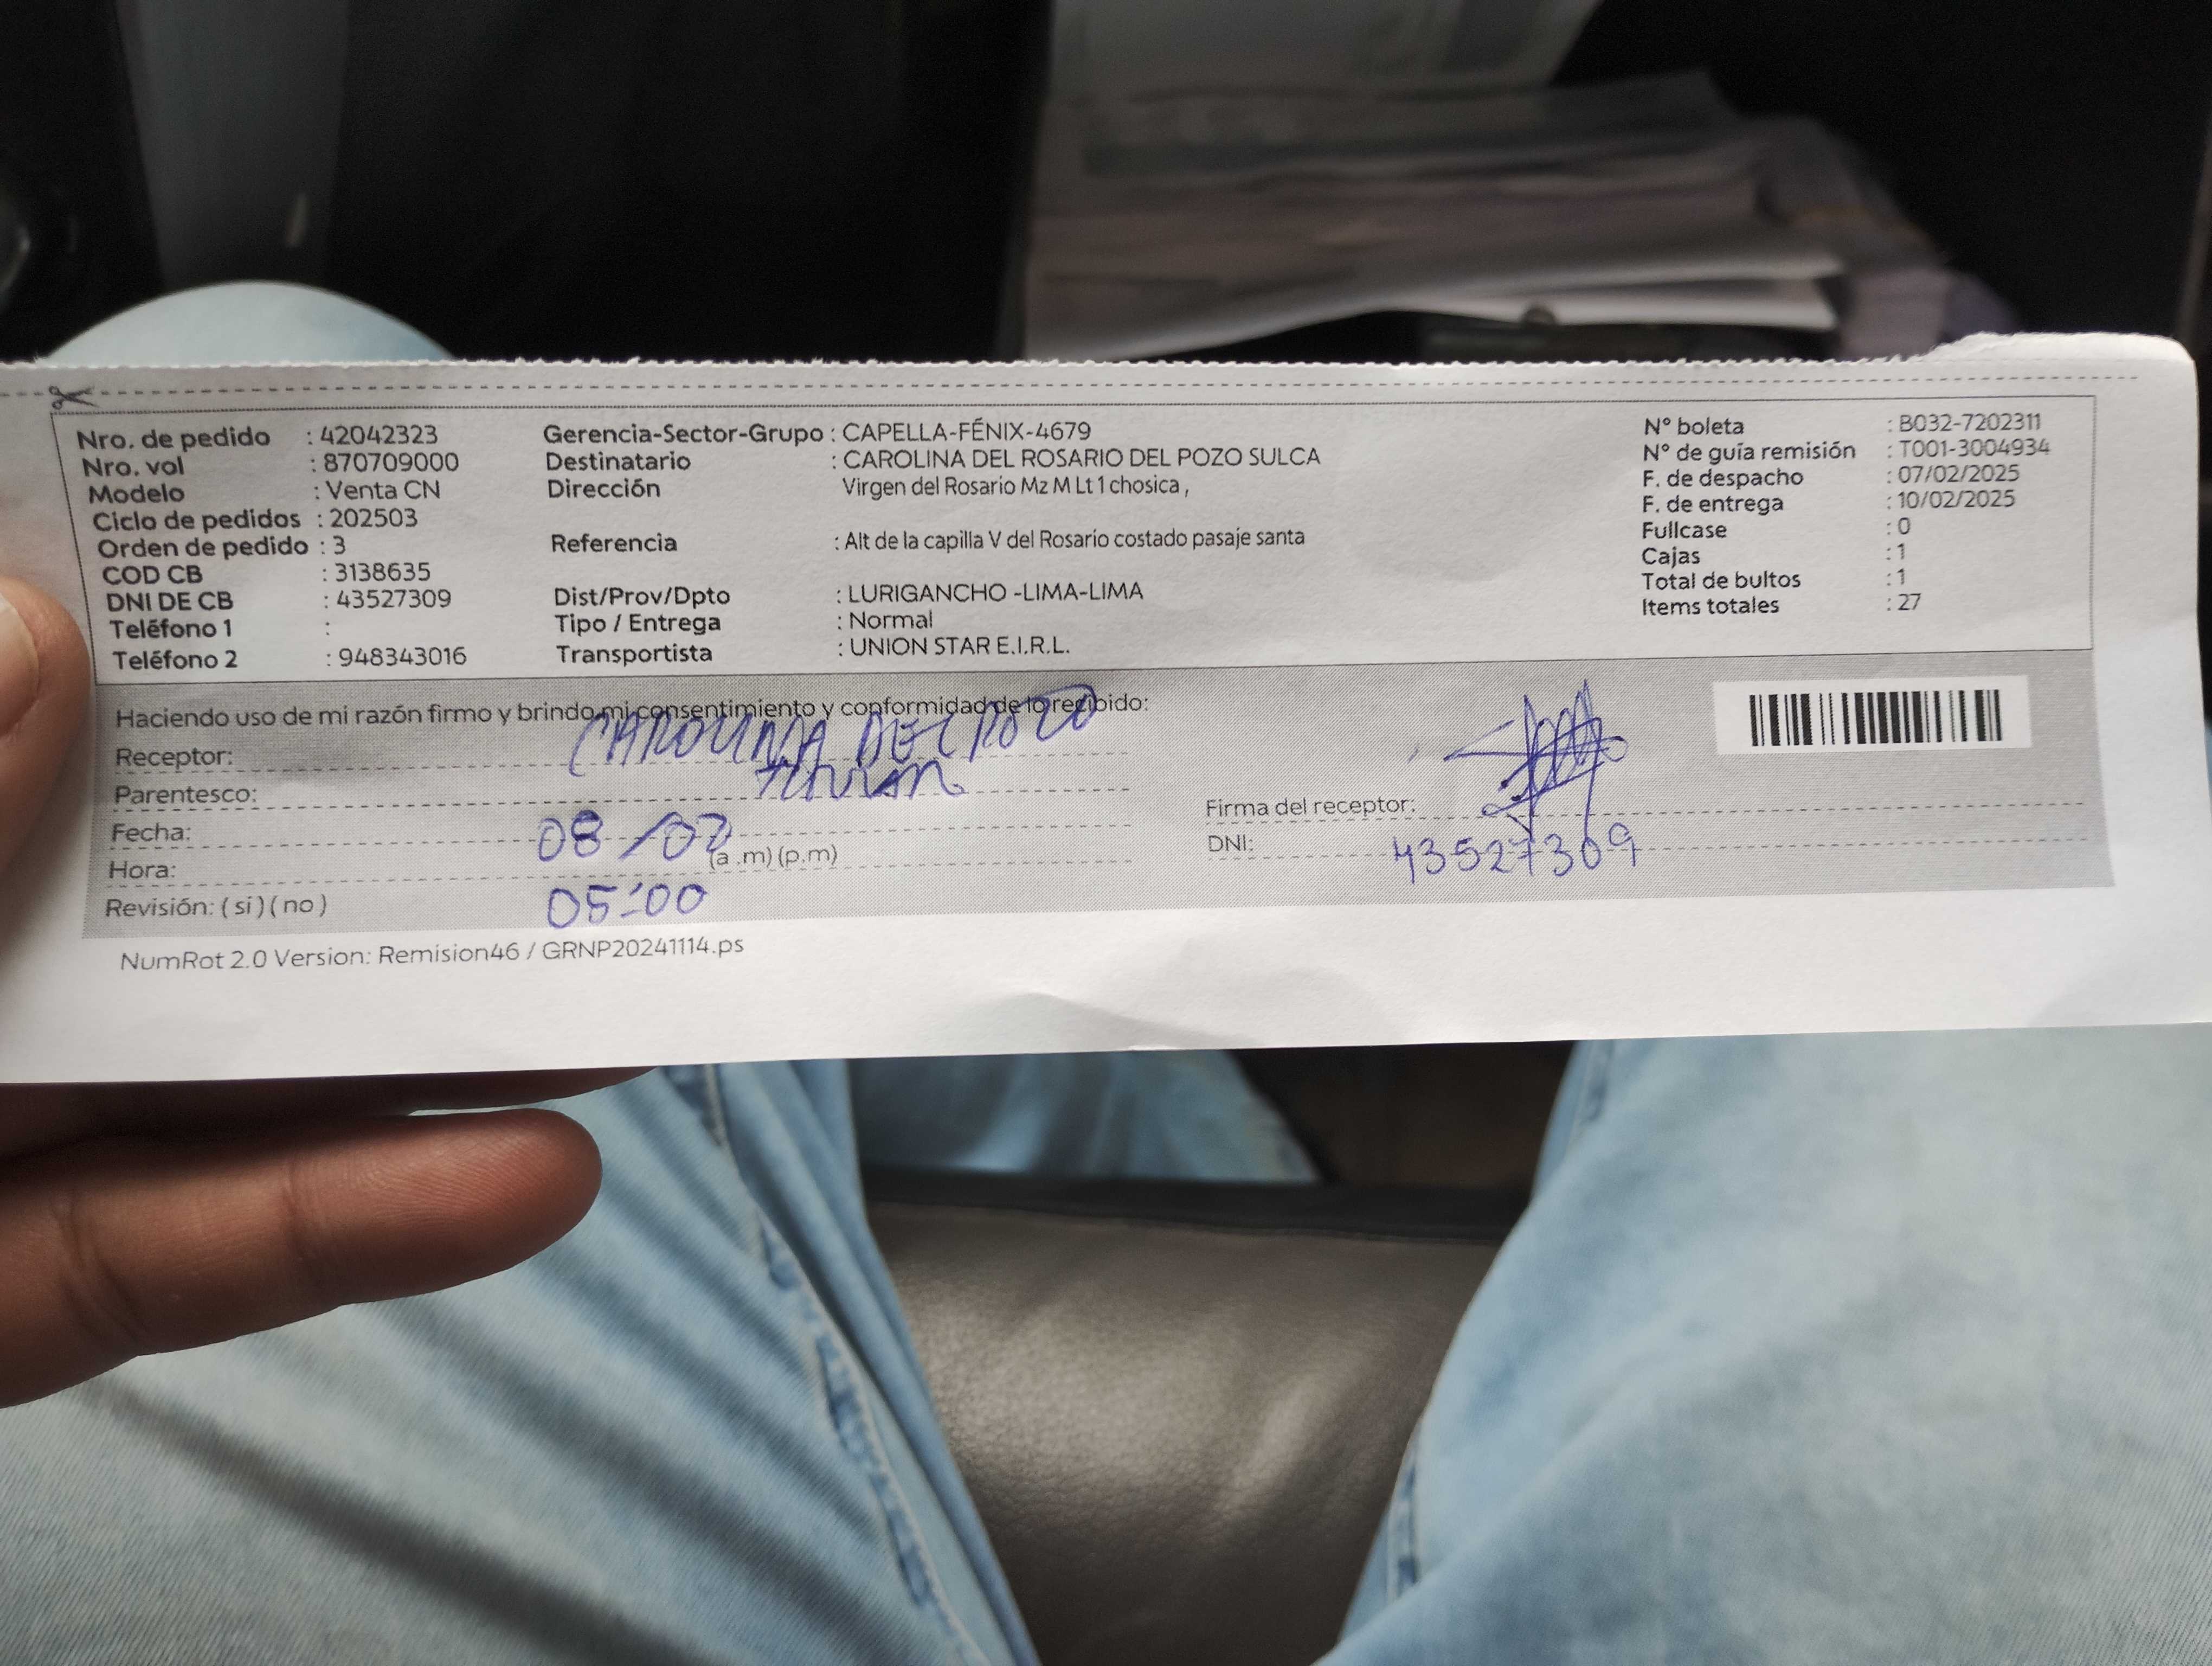 Nro. de pedido : 42042323 Gerencia-Sector-Grupo : CAPELLA-FÉNIX-4679 N° boleta : B032-7202311
Nro. vol : 870709000 Destinatario : CAROLINA DEL ROSARIO DEL POZO SULCA N° de guía remisión : T001-3004934
Modelo : Venta CN Dirección Virgen del Rosario Mz M Lt 1 chosica , F. de despacho : 07/02/2025
Ciclo de pedidos : 202503 F. de entrega : 10/02/2025
Orden de pedido : 3 Referencia : Alt de la capilla V del Rosario costado pasaje santa Fullcase : 0
COD CB : 3138635 Cajas : 1
DNI DE CB : 43527309 Dist/Prov/Dpto : LURIGANCHO -LIMA-LIMA Total de bultos : 1
Teléfono 1 : Tipo / Entrega : Normal Items totales : 27
Teléfono 2 : 948343016 Transportista : UNION STAR E.I.R.L.
Haciendo uso de mi razón firmo y brindo mi consentimiento y conformidad de lo recibido:
Receptor: CAROLINA DEL POZO
Parentesco:
Firma del receptor:
Fecha: 08/02
DNI: 43527309
Hora: (a .m) (p.m)
05:00
Revisión: ( sí ) ( no )
NumRot 2.0 Version: Remision46 / GRNP20241114.ps